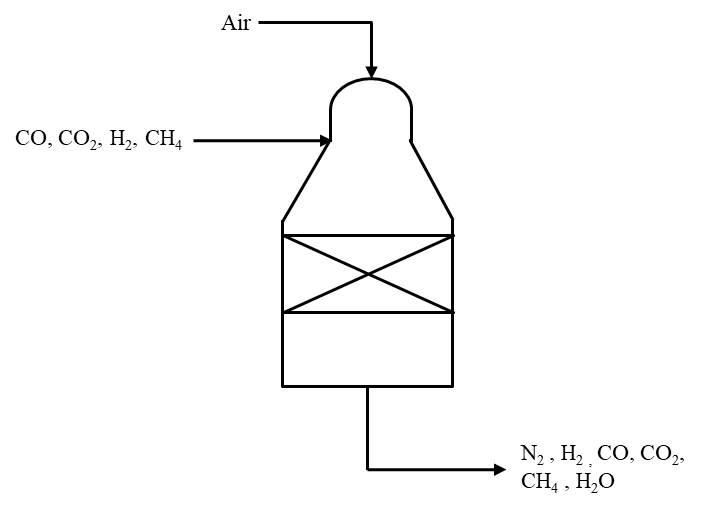 Air
CO, CO₂, H₂, CH₄
N₂ , H₂ , CO, CO₂,
CH₄ , H₂O